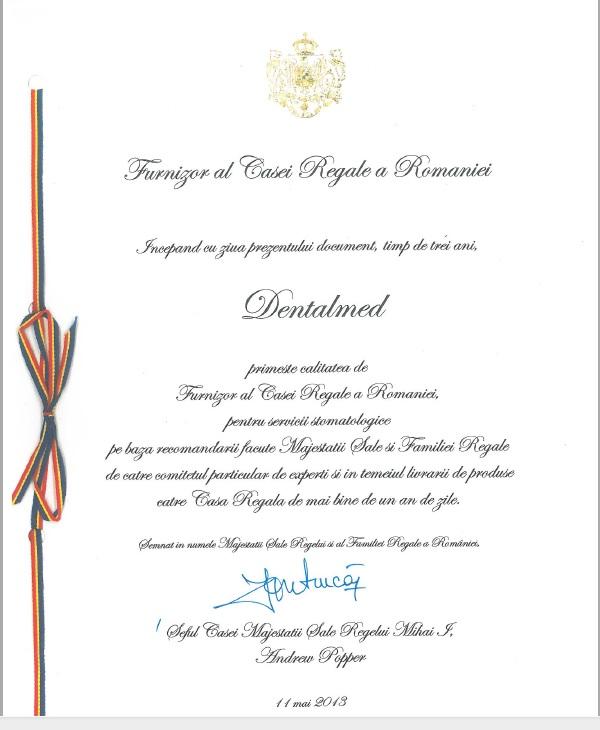 Furnizor al Casei Regale a Romaniei
Incepand cu ziua prezentului document, timp de trei ani,
Dentalmed
primeste calitatea de
Furnizor al Casei Regale a Romaniei,
pentru servicii stomatologice
pe baza recomandarii facute Majestatii Sale si Familiei Regale
de catre comitetul particular de experti si in temeiul livrarii de produse
catre Casa Regala de mai bine de un an de zile.
Semnat in numele Majestatii Sale Regelui si al Familiei Regale a României,
Seful Casei Majestatii Sale Regelui Mihai I,
Andrew Popper
11 mai 2013